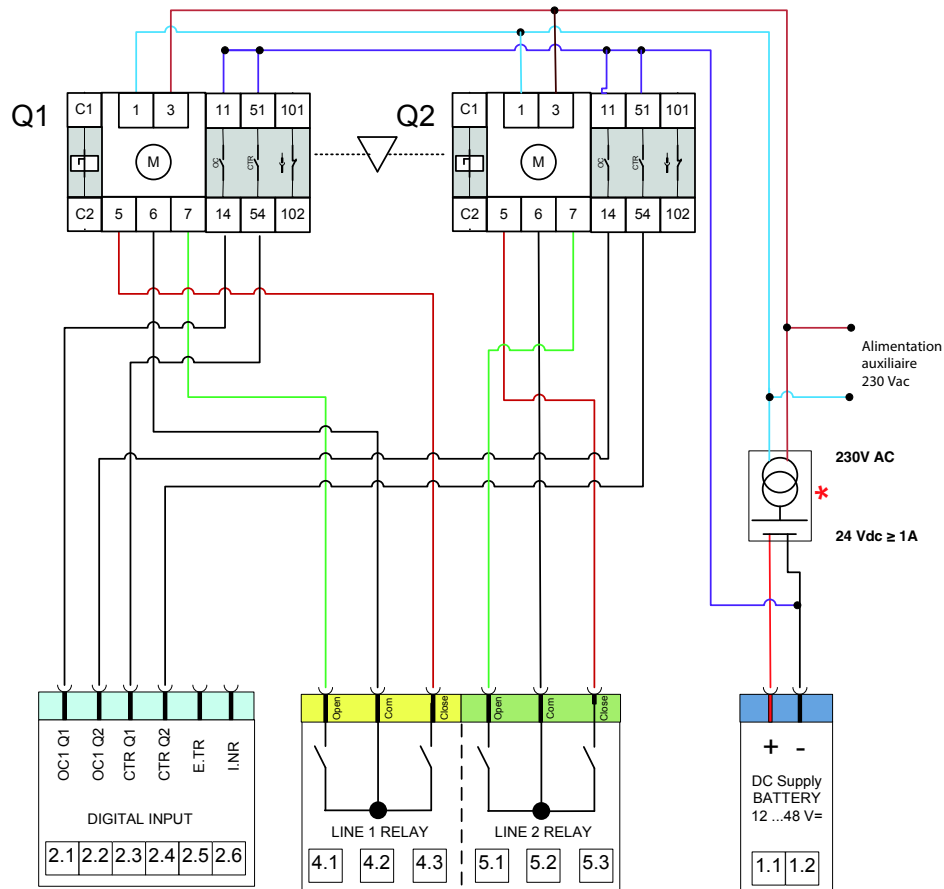 Q1
C1
1
3
11
51
101
M
OC
CTR
C2
5
6
7
14
54
102
Q2
C1
1
3
11
51
101
M
OC
CTR
C2
5
6
7
14
54
102
Alimentation
auxiliaire
230 Vac
230V AC
*
24 Vdc ≥ 1A
OC1 Q1
OC1 Q2
CTR Q1
CTR Q2
E.TR
I.NR
DIGITAL INPUT
2.1 2.2 2.3 2.4 2.5 2.6
Open
Com
Close
LINE 1 RELAY
4.1 4.2 4.3
Open
Com
Close
LINE 2 RELAY
5.1 5.2 5.3
+ -
DC Supply
BATTERY
12 ...48 V=
1.1 1.2